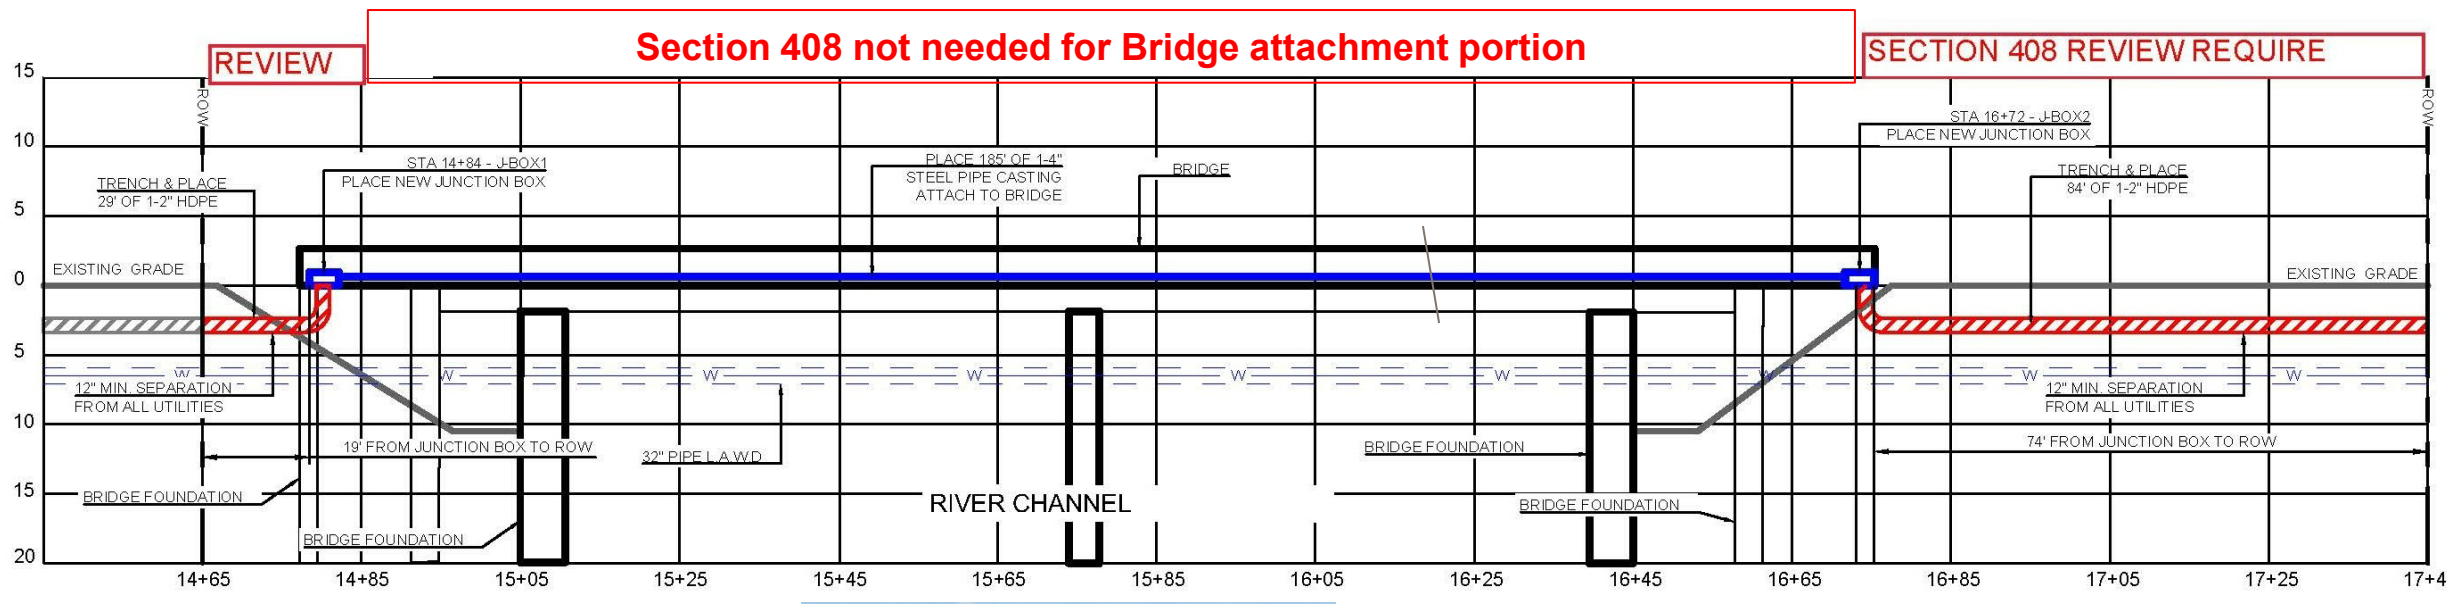 Section 408 not needed for Bridge attachment portion
REVIEW
SECTION 408 REVIEW REQUIRE
15
ROW
ROW
STA 16+72 - J-BOX2
PLACE NEW JUNCTION BOX
10
STA 14+84 - J-BOX1
PLACE NEW JUNCTION BOX
PLACE 185' OF 1-4"
STEEL PIPE CASTING
ATTACH TO BRIDGE
BRIDGE
TRENCH & PLACE
29' OF 1-2" HDPE
TRENCH & PLACE
84' OF 1-2" HDPE
5
EXISTING GRADE
EXISTING GRADE
0
5
W W W W W W W W W
12" MIN. SEPARATION
FROM ALL UTILITIES
12" MIN. SEPARATION
FROM ALL UTILITIES
10
19' FROM JUNCTION BOX TO ROW
32" PIPE L.A.W.D
BRIDGE FOUNDATION
74' FROM JUNCTION BOX TO ROW
15
BRIDGE FOUNDATION
RIVER CHANNEL
BRIDGE FOUNDATION
BRIDGE FOUNDATION
20
14+65 14+85 15+05 15+25 15+45 15+65 15+85 16+05 16+25 16+45 16+65 16+85 17+05 17+25 17+4